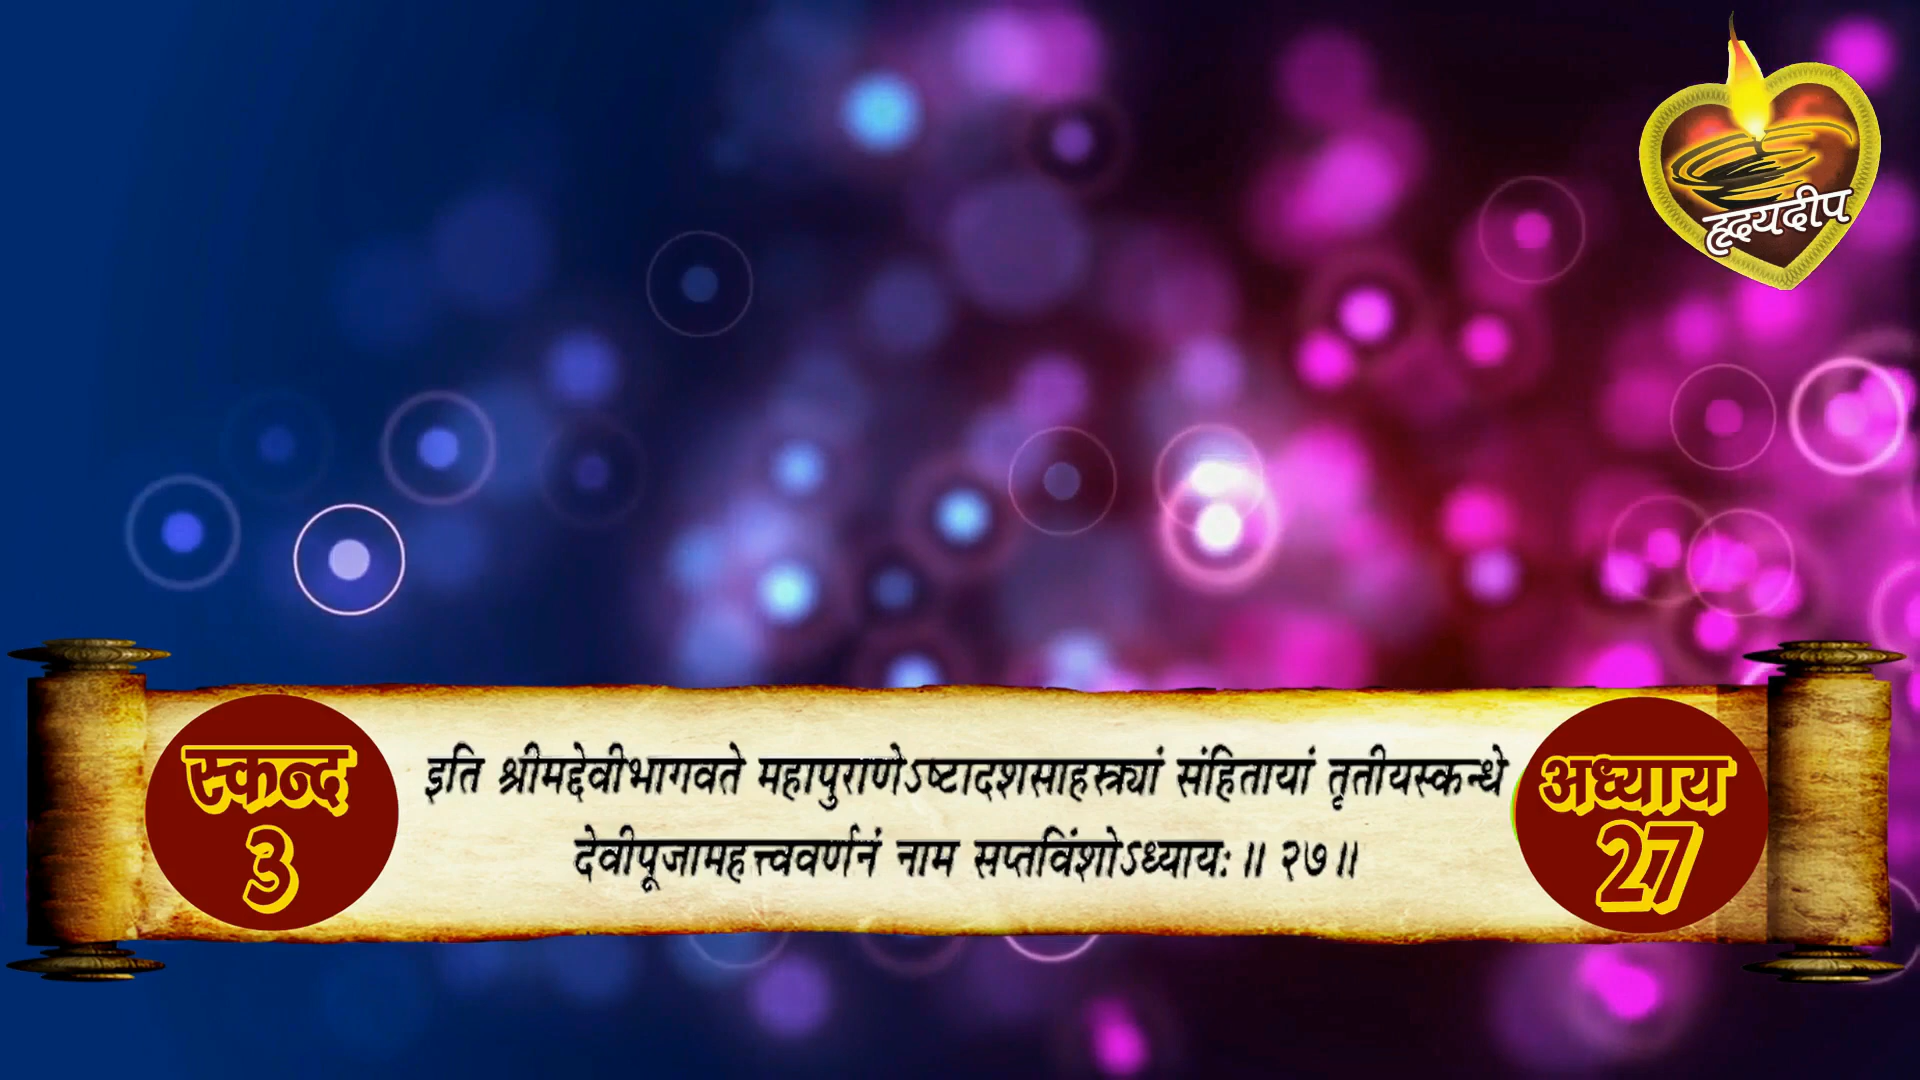 हृदयदीप
स्कन्द
3
इति श्रीमद्देवीभागवते महापुराणेऽष्टादशसाहस्त्र्यां संहितायां तृतीयस्कन्धे
देवीपूजामहत्त्ववर्णनं नाम सप्तविंशोऽध्यायः ॥ २७॥
अध्याय
27